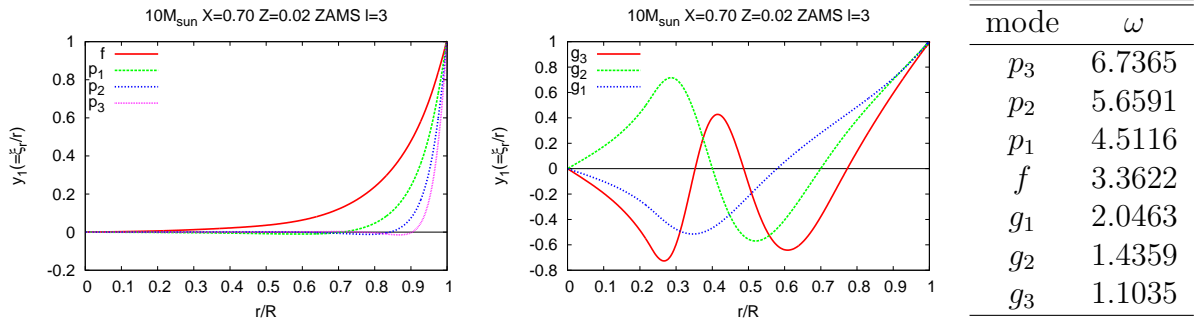 10M_sun X=0.70 Z=0.02 ZAMS l=3
f
p_1
p_2
p_3
1
0.8
0.6
0.4
0.2
0
-0.2
y_1(=ξ_r/r)
0 0.1 0.2 0.3 0.4 0.5 0.6 0.7 0.8 0.9 1
r/R
10M_sun X=0.70 Z=0.02 ZAMS l=3
g_3
g_2
g_1
1
0.8
0.6
0.4
0.2
0
-0.2
-0.4
-0.6
-0.8
y_1(=ξ_r/r)
0 0.1 0.2 0.3 0.4 0.5 0.6 0.7 0.8 0.9 1
r/R
mode ω
p_3 6.7365
p_2 5.6591
p_1 4.5116
f 3.3622
g_1 2.0463
g_2 1.4359
g_3 1.1035